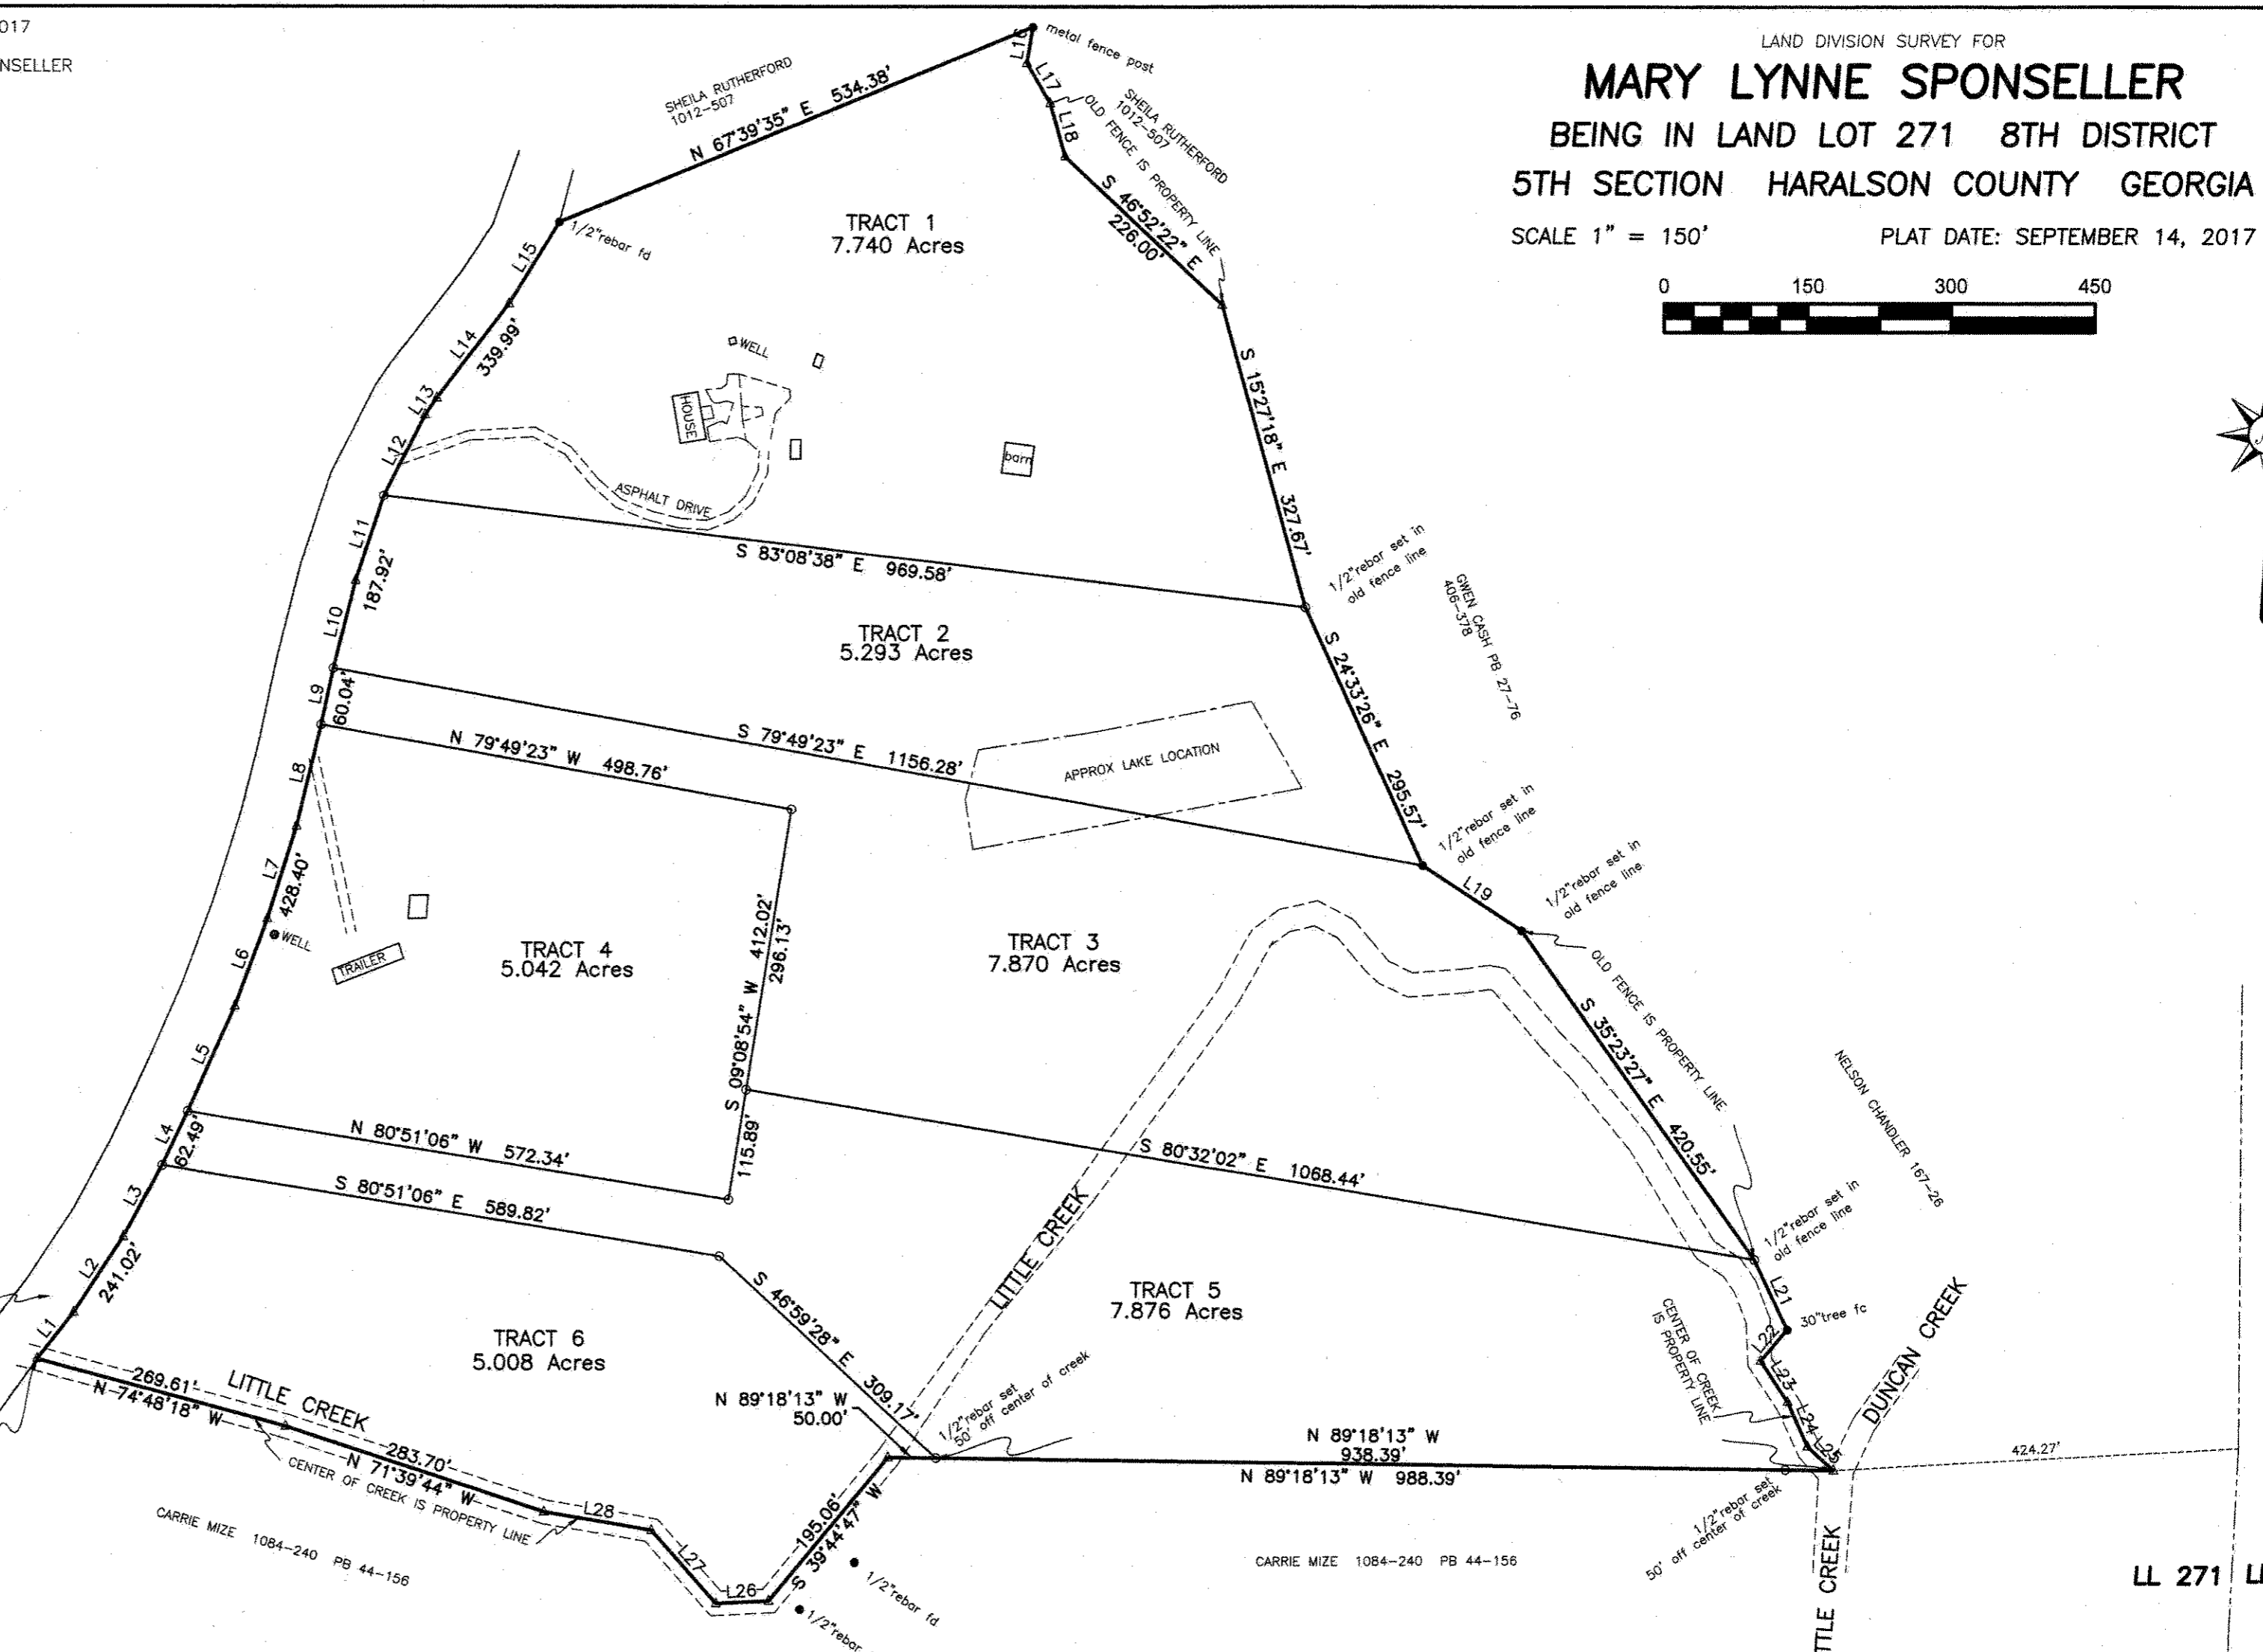 017
NSELLER
LAND DIVISION SURVEY FOR
MARY LYNNE SPONSELLER
BEING IN LAND LOT 271 8TH DISTRICT
5TH SECTION HARALSON COUNTY GEORGIA
SCALE 1" = 150'
PLAT DATE: SEPTEMBER 14, 2017
0 150 300 450
metal fence post
L16
L17
L18
SHEILA RUTHERFORD
1012-507
N 67°39'35" E 534.38'
SHEILA RUTHERFORD
1012-507
OLD FENCE IS PROPERTY LINE
S 46°52'22" E
226.00'
1/2"rebar fd
TRACT 1
7.740 Acres
L15
L14
339.99'
L13
L12
WELL
HOUSE
barn
ASPHALT DRIVE
S 15°27'18" E 327.67'
S 83°08'38" E 969.58'
L11
187.92'
L10
1/2"rebar set in
old fence line
GWEN CASH PB 27-76
406-378
TRACT 2
5.293 Acres
S 24°33'26" E 295.57'
L9
60.04'
S 79°49'23" E 1156.28'
N 79°49'23" W 498.76'
APPROX LAKE LOCATION
L8
1/2"rebar set in
old fence line
L19
1/2"rebar set in
old fence line
L7
428.40'
WELL
TRAILER
L6
TRACT 4
5.042 Acres
S 09°08'54" W 412.02'
296.13'
TRACT 3
7.870 Acres
OLD FENCE IS PROPERTY LINE
S 35°23'27" E 420.55'
NELSON CHANDLER 167-26
L5
L4
62.49'
N 80°51'06" W 572.34'
115.89'
S 80°32'02" E 1068.44'
S 80°51'06" E 589.82'
L3
L2
241.02'
L1
LITTLE CREEK
1/2"rebar set in
old fence line
L21
30"tree fc
L22
L23
L24
L25
CENTER OF CREEK
IS PROPERTY LINE
DUNCAN CREEK
TRACT 5
7.876 Acres
TRACT 6
5.008 Acres
S 46°59'28" E 309.17'
269.61'
N 74°48'18" W
LITTLE CREEK
283.70'
N 71°39'44" W
CENTER OF CREEK IS PROPERTY LINE
N 89°18'13" W
50.00'
1/2"rebar set
50' off center of creek
N 89°18'13" W
938.39'
N 89°18'13" W 988.39'
424.27'
L28
L27
L26
195.06'
S 39°44'47" W
1/2"rebar fd
1/2"rebar
CARRIE MIZE 1084-240 PB 44-156
CARRIE MIZE 1084-240 PB 44-156
1/2"rebar set
50' off center of creek
TTLE CREEK
LL 271